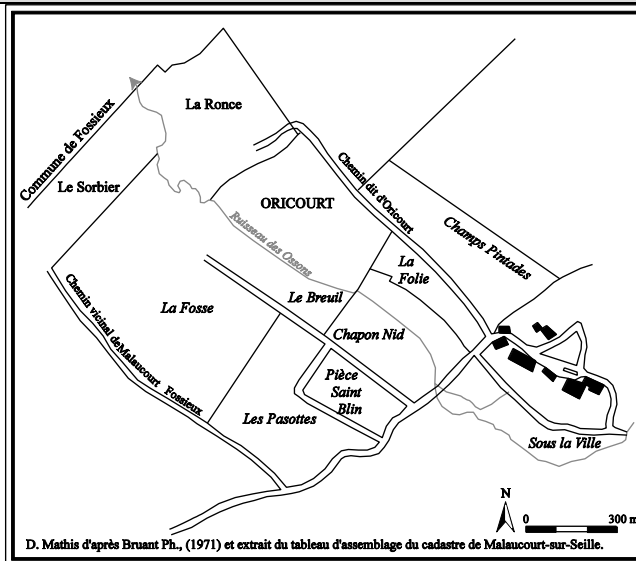 La Ronce
Commune de Fossieux
Le Sorbier
Chemin dit d'Oricourt
ORICOURT
Ruisseau des Ossons
Champs Pintades
La
Folie
Chemin vicinal de Malaucourt Fossieux
La Fosse
Le Breuil
Chapon Nid
Pièce
Saint
Blin
Les Pasottes
Sous la Ville
N
0 300 m
D. Mathis d'après Bruant Ph., (1971) et extrait du tableau d'assemblage du cadastre de Malaucourt-sur-Seille.